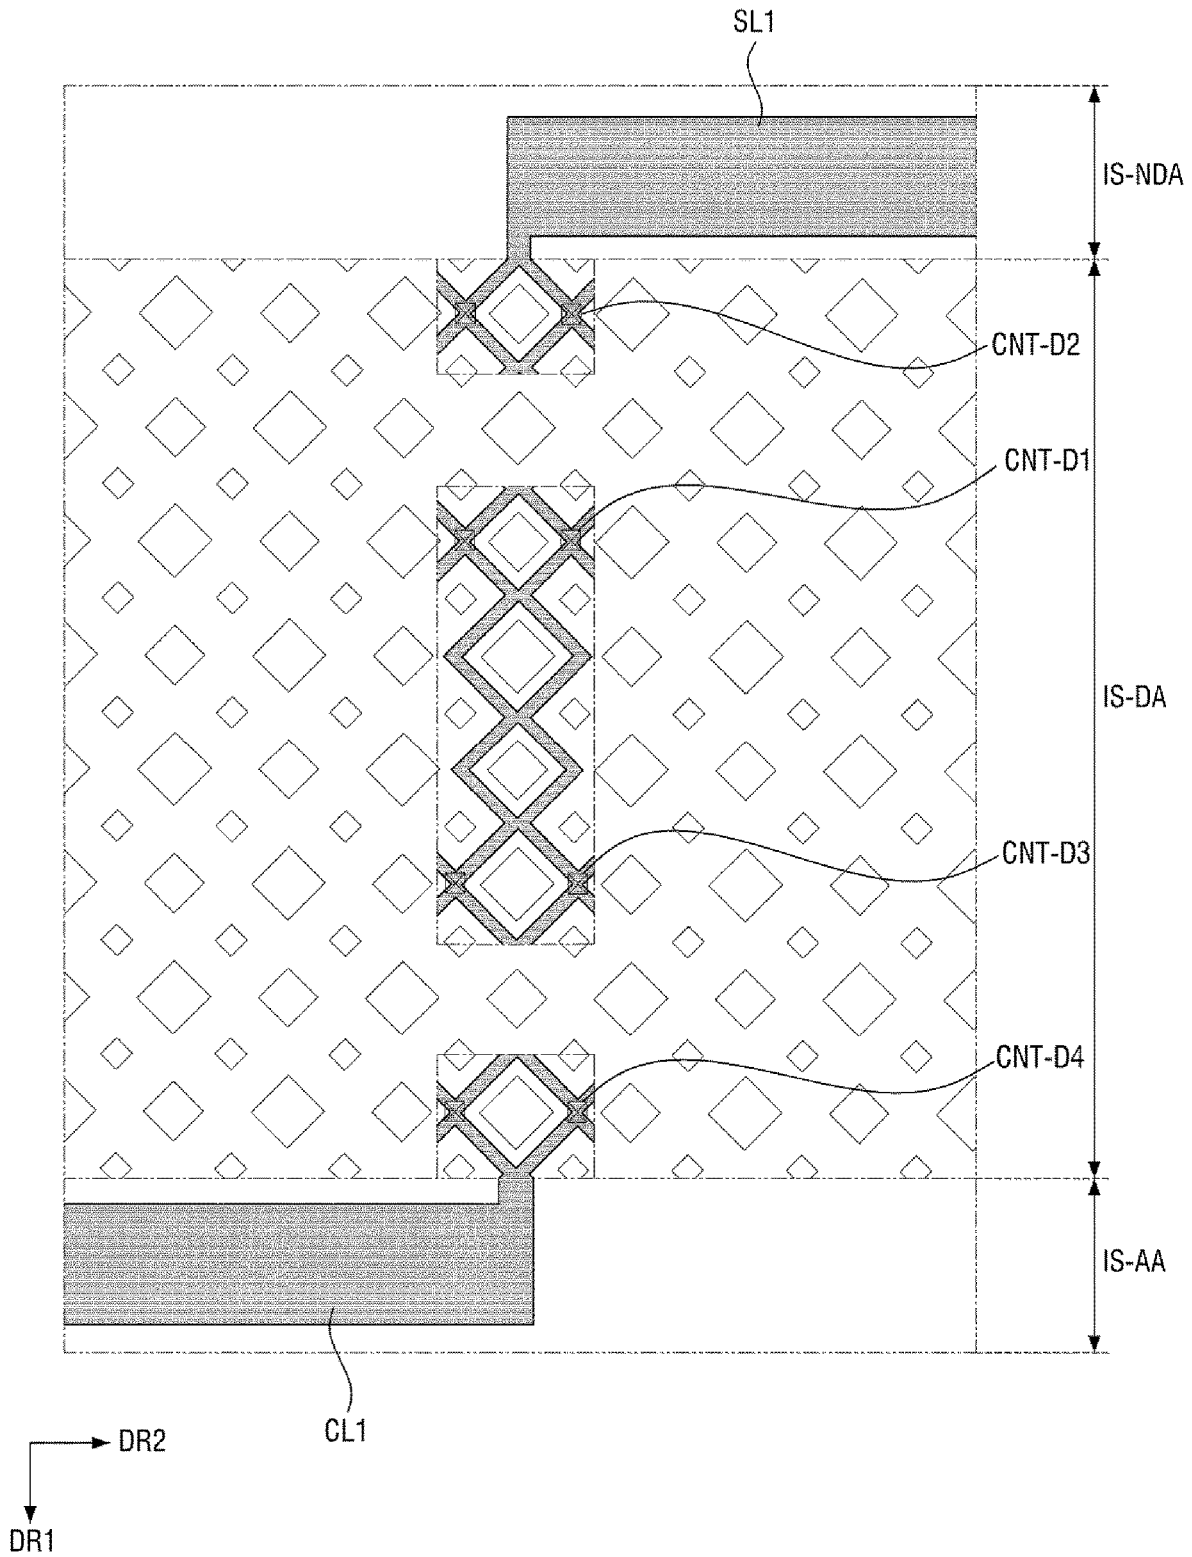 SL1
IS-NDA
CNT-D2
CNT-D1
IS-DA
CNT-D3
CNT-D4
IS-AA
CL1
DR2
DR1